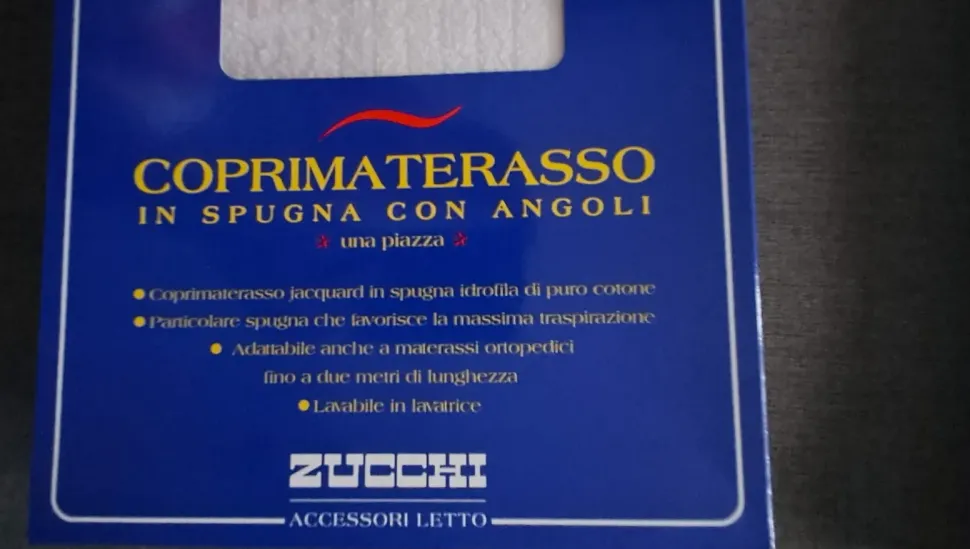 COPRIMATERASSO
IN SPUGNA CON ANGOLI
una piazza
Coprimaterasso jacquard in spugna idrofila di puro cotone
Particolare spugna che favorisce la massima traspirazione
Adattabile anche a materassi ortopedici
fino a due metri di lunghezza
Lavabile in lavatrice
ZUCCHI
ACCESSORI LETTO